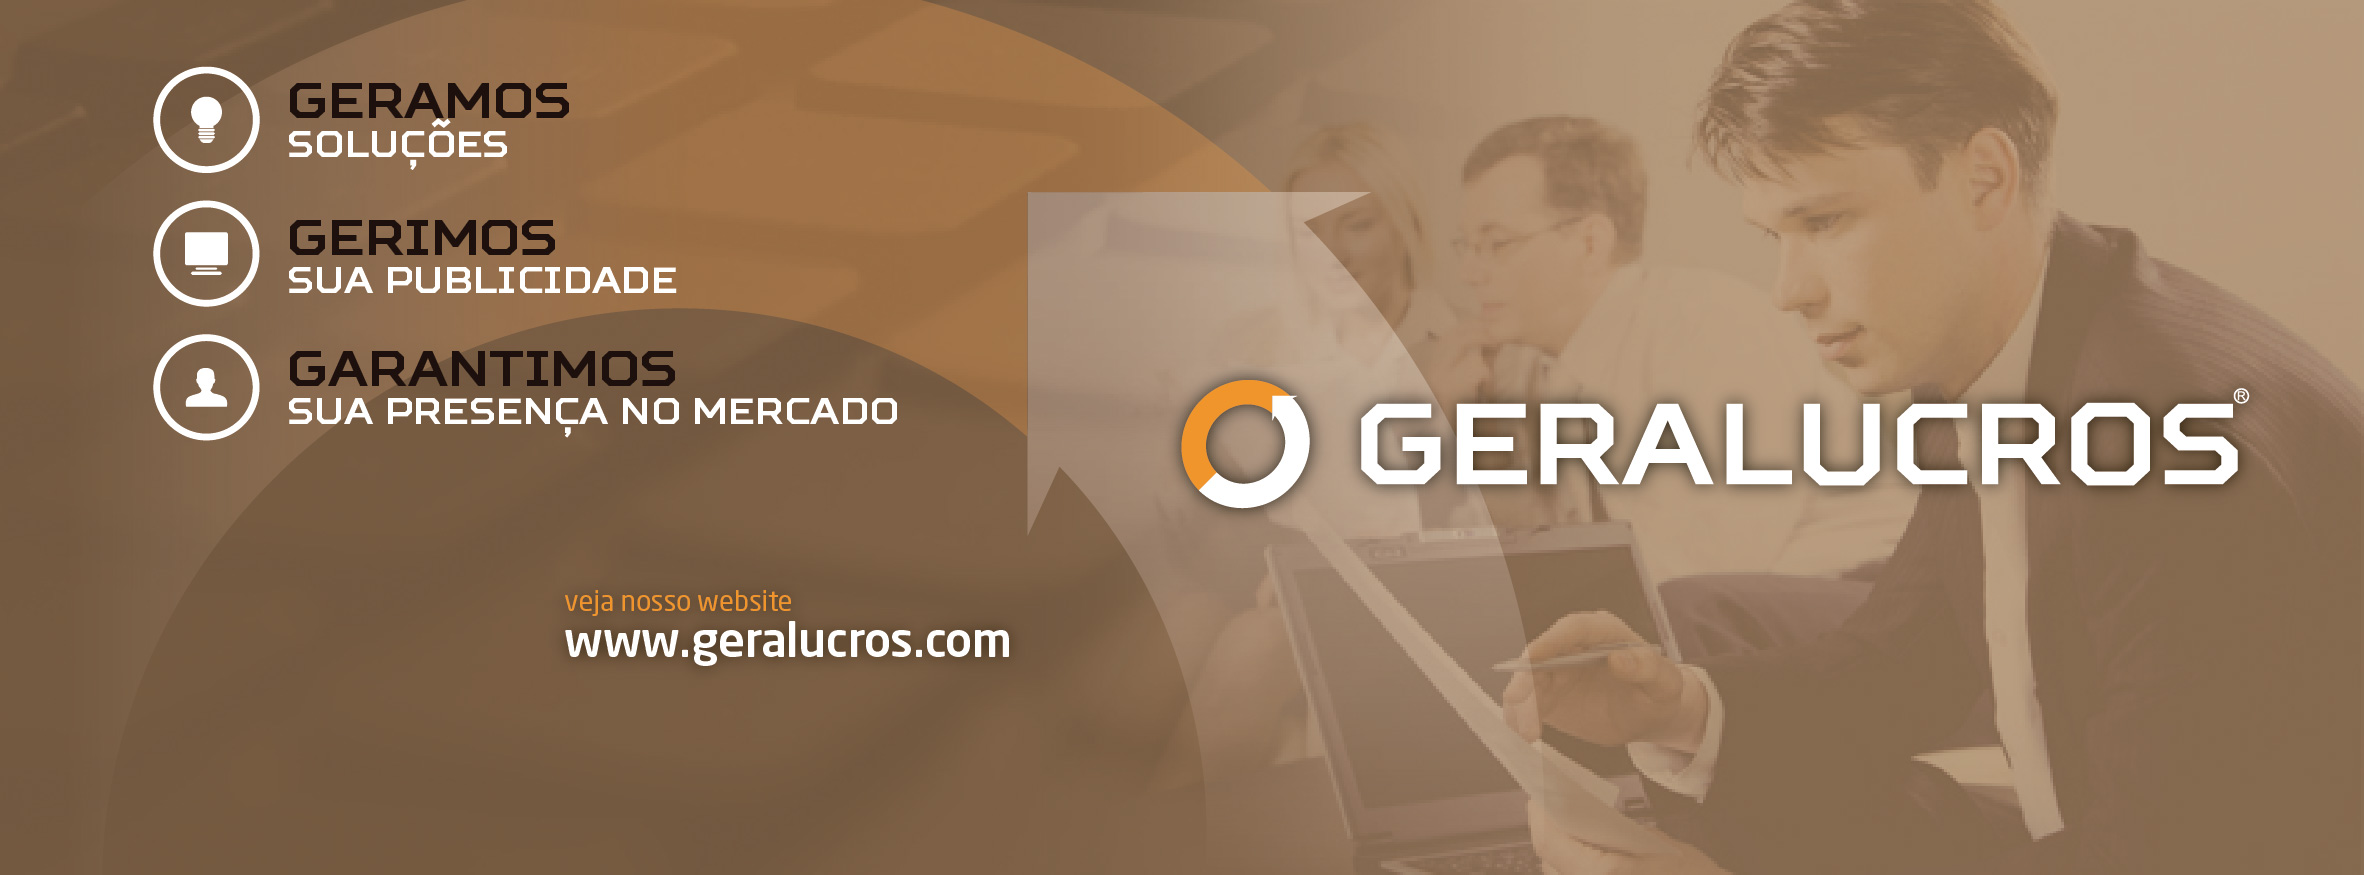 GERAMOS
SOLUÇÕES
GERIMOS
SUA PUBLICIDADE
GARANTIMOS
SUA PRESENÇA NO MERCADO
GERALUCROS®
veja nosso website
www.geralucros.com